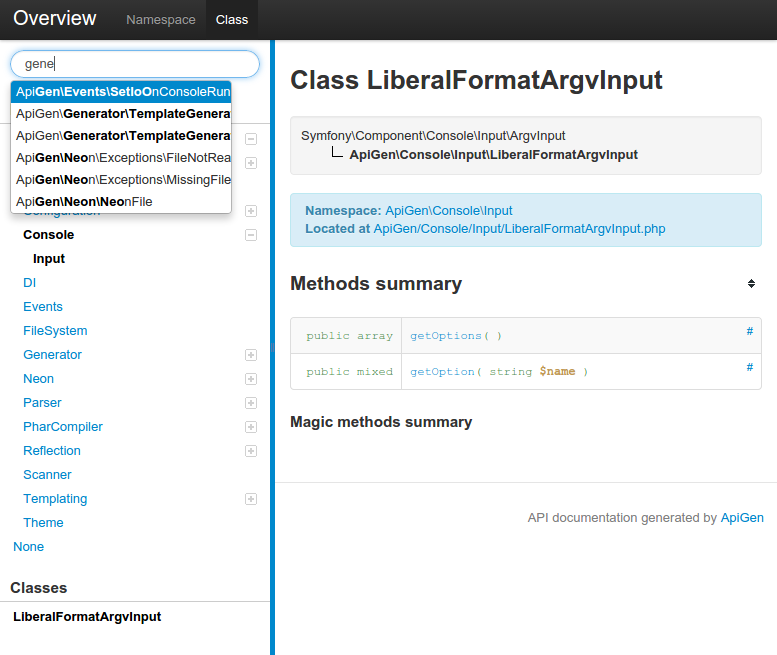 Overview Namespace Class
gene
ApiGen\Events\SetIoOnConsoleRun
ApiGen\Generator\TemplateGenera
ApiGen\Generator\TemplateGenera
ApiGen\Neon\Exceptions\FileNotRea
ApiGen\Neon\Exceptions\MissingFile
ApiGen\Neon\NeonFile
Configuration
Console
Input
DI
Events
FileSystem
Generator
Neon
Parser
PharCompiler
Reflection
Scanner
Templating
Theme
None
Classes
LiberalFormatArgvInput
Class LiberalFormatArgvInput
Symfony\Component\Console\Input\ArgvInput
ApiGen\Console\Input\LiberalFormatArgvInput
Namespace: ApiGen\Console\Input
Located at ApiGen/Console/Input/LiberalFormatArgvInput.php
Methods summary
public array getOptions( ) #
public mixed getOption( string $name ) #
Magic methods summary
API documentation generated by ApiGen